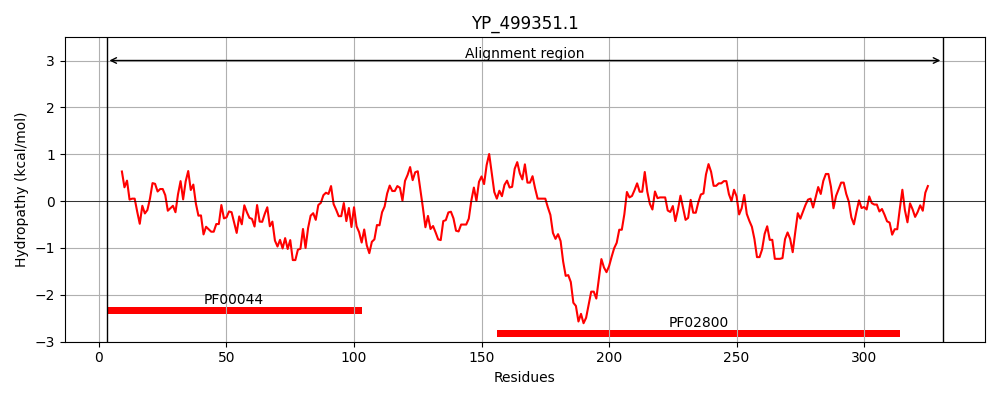 YP_499351.1
Alignment region
3
2
1
0
−1
−2
−3
Hydropathy (kcal/mol)
PF00044
PF02800
0
50
100
150
200
250
300
Residues